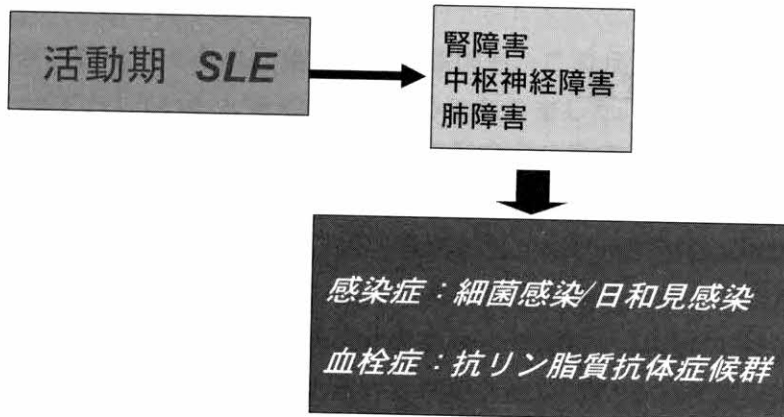 活動期 SLE
腎障害
中枢神経障害
肺障害
感染症：細菌感染/日和見感染
血栓症：抗リン脂質抗体症候群